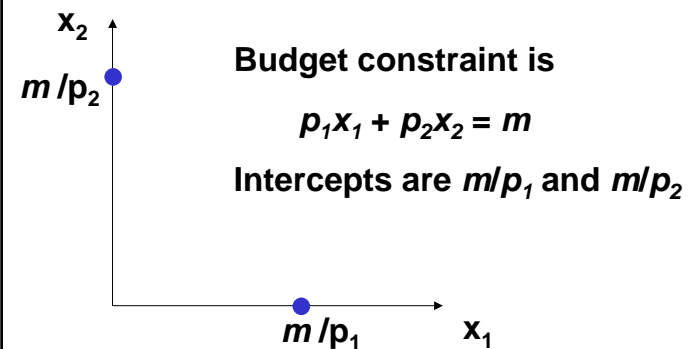 x₂
Budget constraint is
m/p₂
p₁x₁ + p₂x₂ = m
Intercepts are m/p₁ and m/p₂
m/p₁
x₁